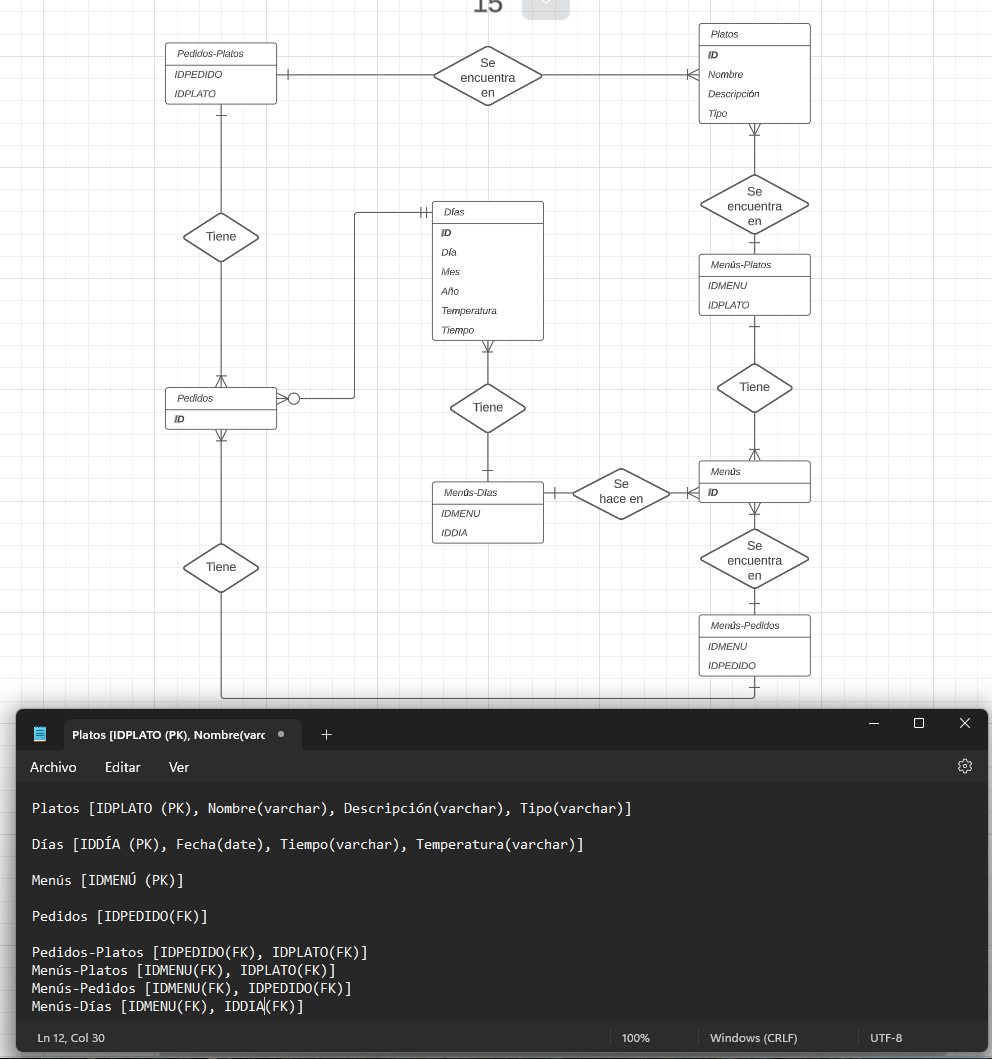 15
Pedidos-Platos
IDPEDIDO
IDPLATO
Se
encuentra
en
Platos
ID
Nombre
Descripción
Tipo
Se
encuentra
en
Tiene
Días
ID
Día
Mes
Año
Temperatura
Tiempo
Menús-Platos
IDMENU
IDPLATO
Tiene
Pedidos
ID
Tiene
Menús
ID
Menús-Días
IDMENU
IDDIA
Se
hace en
Se
encuentra
en
Tiene
Menús-Pedidos
IDMENU
IDPEDIDO
Platos [IDPLATO (PK), Nombre(varc
Archivo Editar Ver
Platos [IDPLATO (PK), Nombre(varchar), Descripción(varchar), Tipo(varchar)]
Días [IDDÍA (PK), Fecha(date), Tiempo(varchar), Temperatura(varchar)]
Menús [IDMENÚ (PK)]
Pedidos [IDPEDIDO(FK)]
Pedidos-Platos [IDPEDIDO(FK), IDPLATO(FK)]
Menús-Platos [IDMENU(FK), IDPLATO(FK)]
Menús-Pedidos [IDMENU(FK), IDPEDIDO(FK)]
Menús-Días [IDMENU(FK), IDDIA(FK)]
Ln 12, Col 30 100% Windows (CRLF) UTF-8